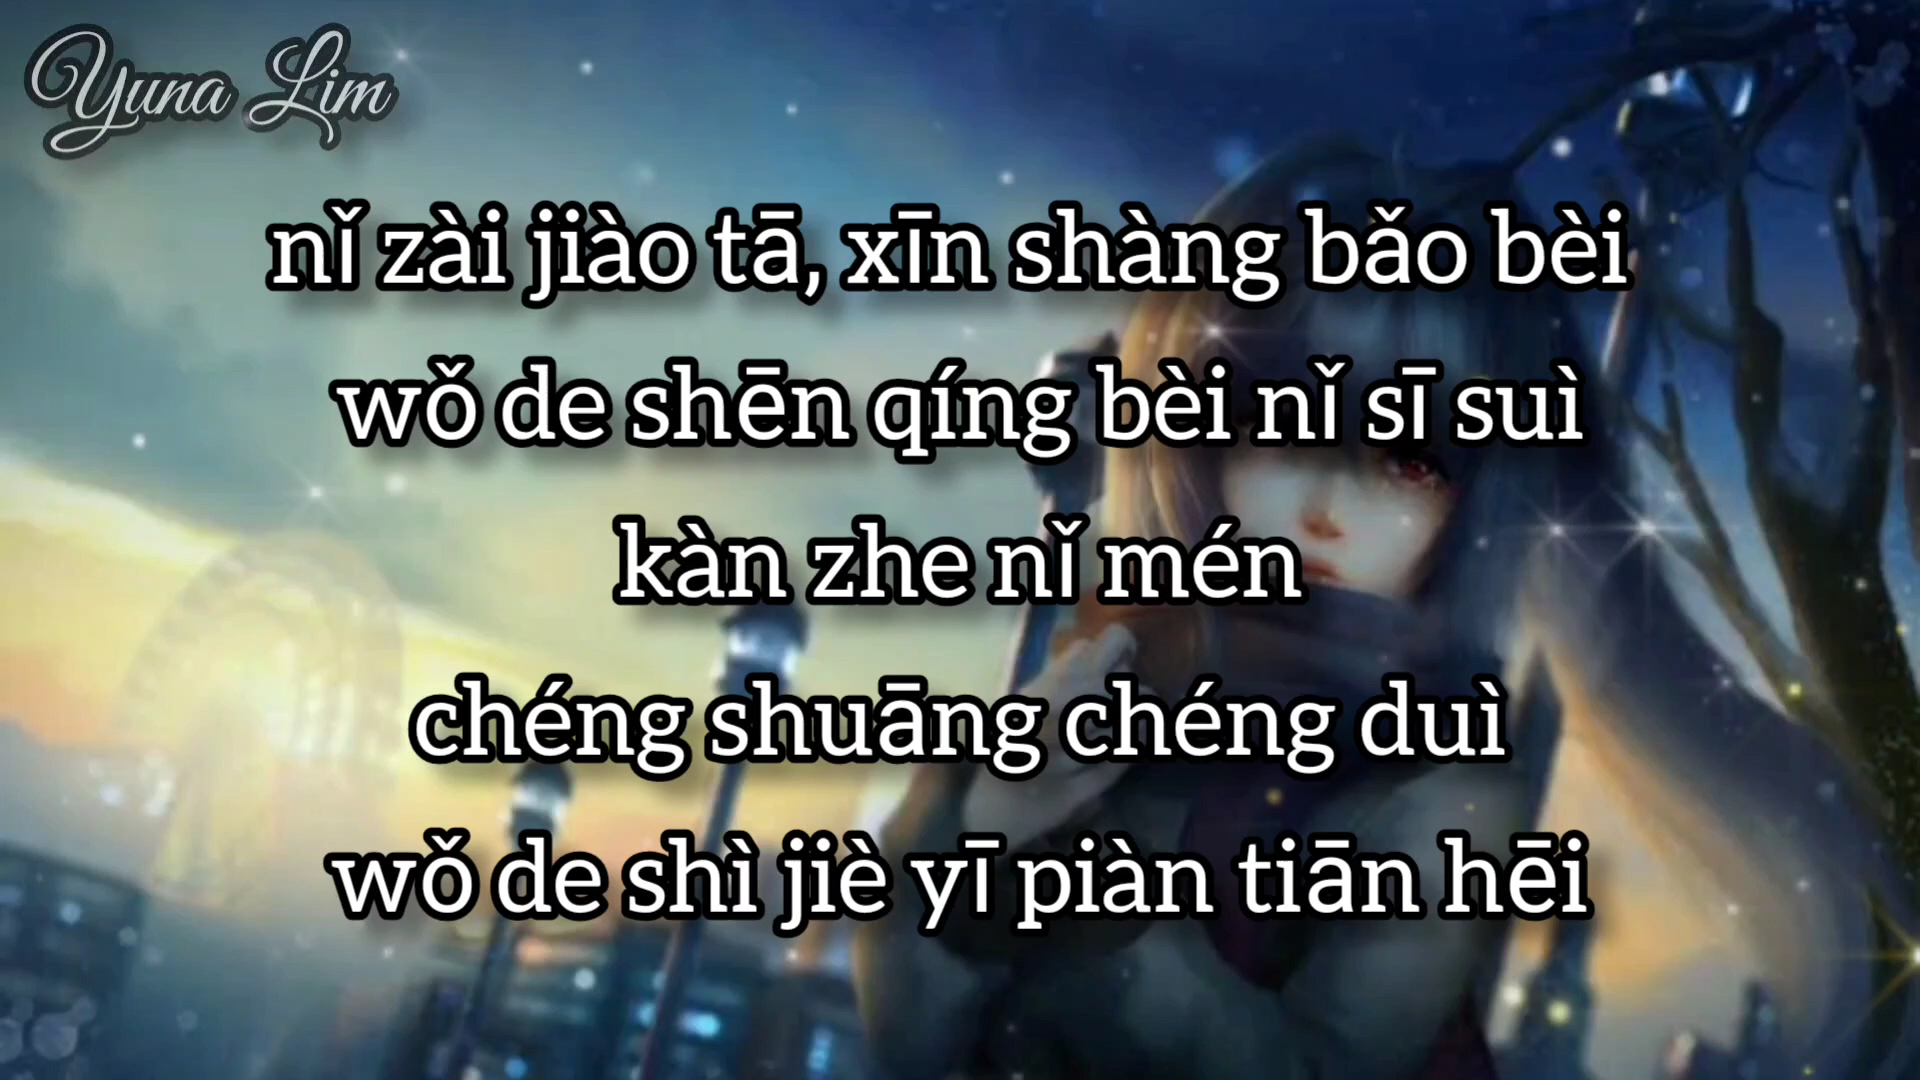 Yuna Lim
nǐ zài jiào tā, xīn shàng bǎo bèi
wǒ de shēn qíng bèi nǐ sī suì
kàn zhe nǐ mén
chéng shuāng chéng duì
wǒ de shì jiè yī piàn tiān hēi